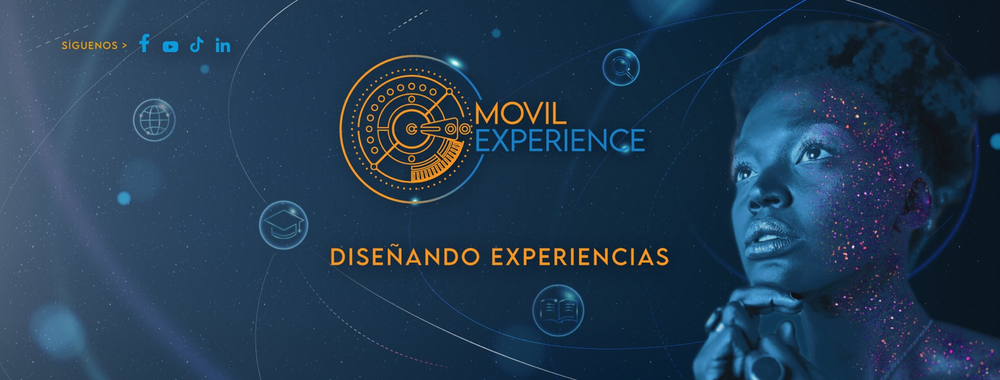 SÍGUENOS >
MOVIL
EXPERIENCE
DISEÑANDO EXPERIENCIAS